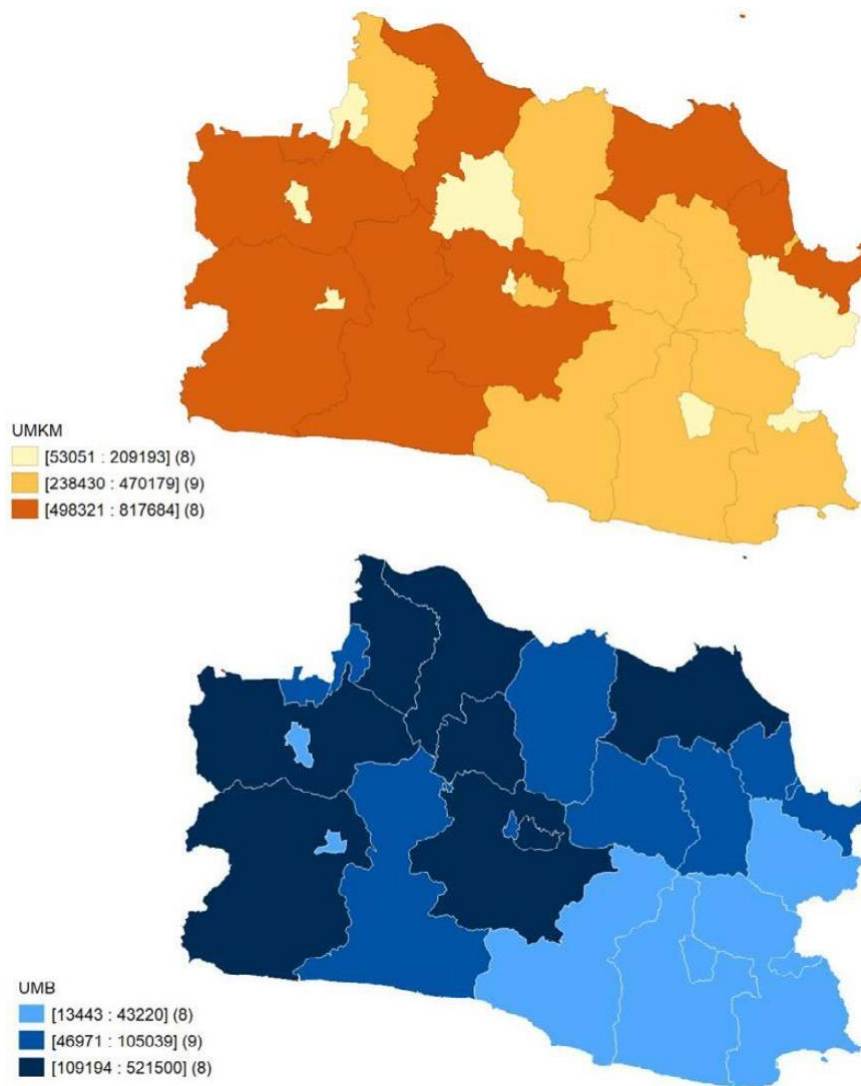 UMKM
[53051 : 209193] (8)
[238430 : 470179] (9)
[498321 : 817684] (8)
UMB
[13443 : 43220] (8)
[46971 : 105039] (9)
[109194 : 521500] (8)